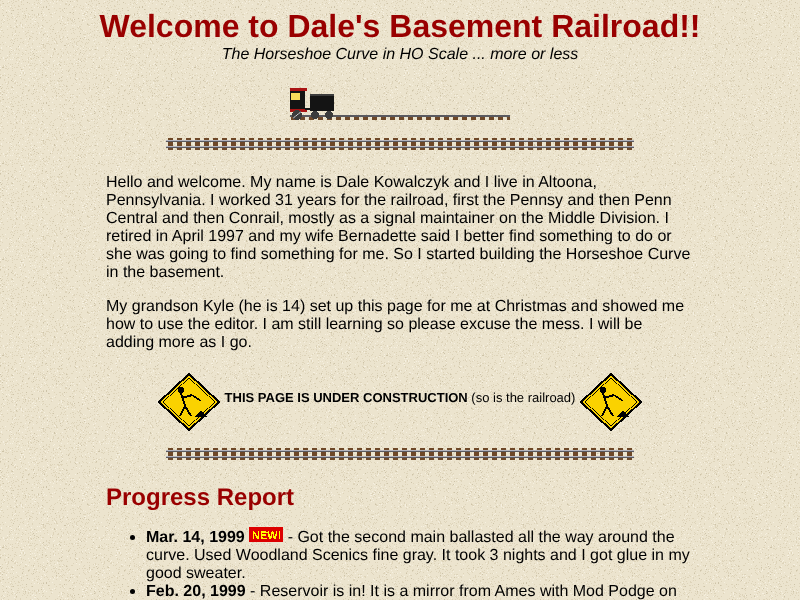 Welcome to Dale's Basement Railroad!!
The Horseshoe Curve in HO Scale ... more or less
Hello and welcome. My name is Dale Kowalczyk and I live in Altoona,
Pennsylvania. I worked 31 years for the railroad, first the Pennsy and then Penn
Central and then Conrail, mostly as a signal maintainer on the Middle Division. I
retired in April 1997 and my wife Bernadette said I better find something to do or
she was going to find something for me. So I started building the Horseshoe Curve
in the basement.
My grandson Kyle (he is 14) set up this page for me at Christmas and showed me
how to use the editor. I am still learning so please excuse the mess. I will be
adding more as I go.
THIS PAGE IS UNDER CONSTRUCTION (so is the railroad)
Progress Report
• Mar. 14, 1999 NEW! - Got the second main ballasted all the way around the
curve. Used Woodland Scenics fine gray. It took 3 nights and I got glue in my
good sweater.
• Feb. 20, 1999 - Reservoir is in! It is a mirror from Ames with Mod Podge on